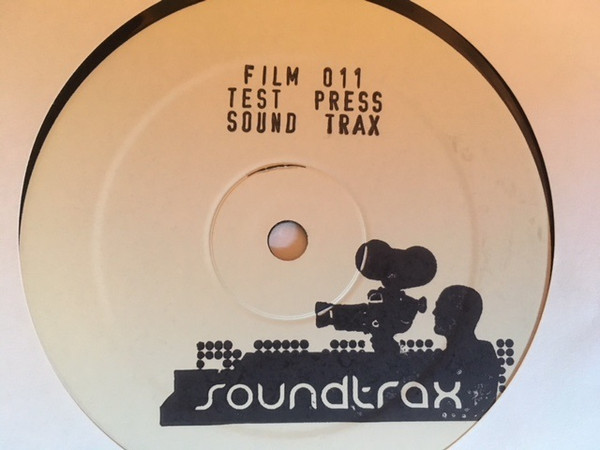 FILM 011
TEST PRESS
SOUND TRAX
soundtrax